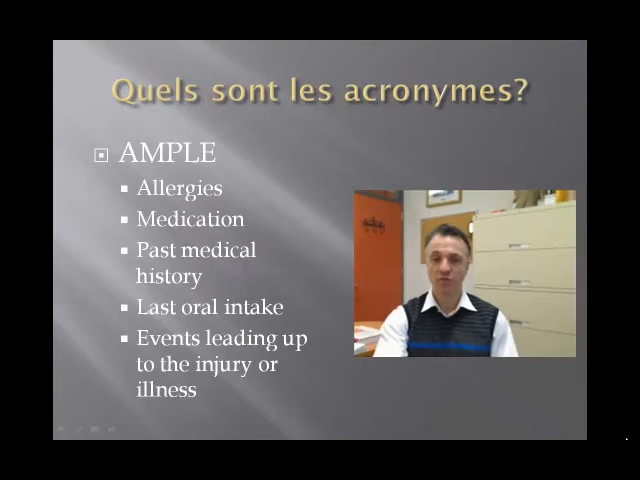 Quels sont les acronymes?
AMPLE
Allergies
Medication
Past medical
history
Last oral intake
Events leading up
to the injury or
illness